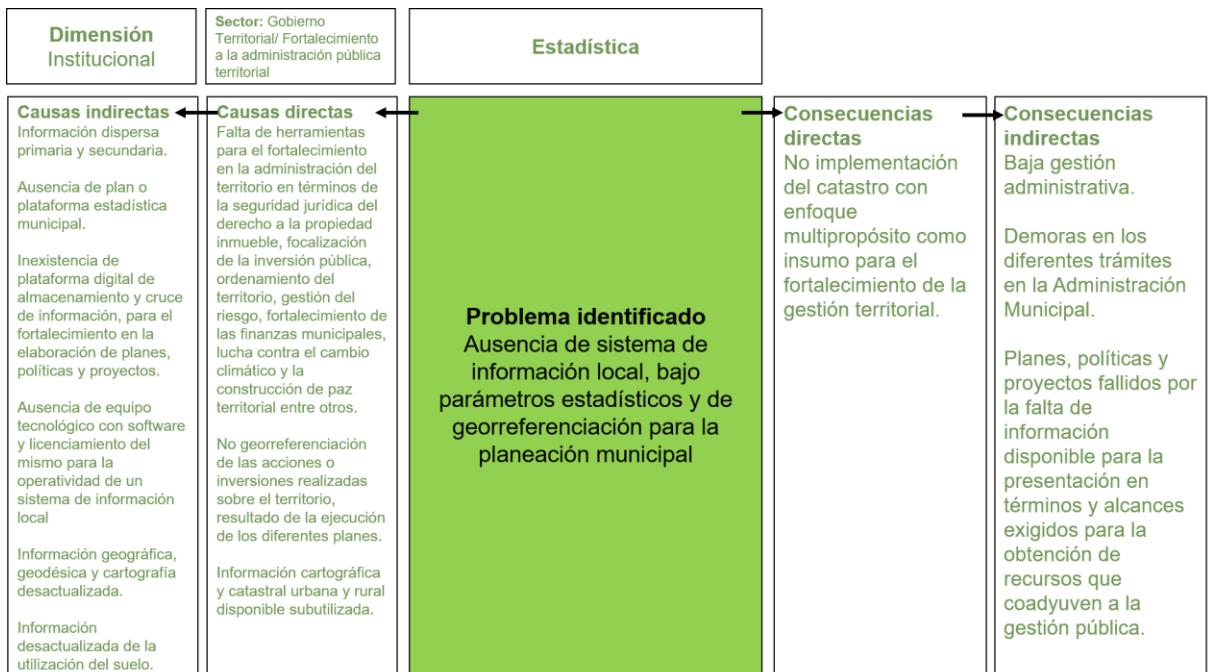 Dimensión
Institucional
Sector: Gobierno
Territorial/ Fortalecimiento
a la administración pública
territorial
Estadística
Causas indirectas
Información dispersa
primaria y secundaria.
Ausencia de plan o
plataforma estadística
municipal.
Inexistencia de
plataforma digital de
almacenamiento y cruce
de información, para el
fortalecimiento en la
elaboración de planes,
políticas y proyectos.
Ausencia de equipo
tecnológico con software
y licenciamiento del
mismo para la
operatividad de un
sistema de información
local
Información geográfica,
geodésica y cartografía
desactualizada.
Información
desactualizada de la
utilización del suelo.
Causas directas
Falta de herramientas
para el fortalecimiento
en la administración del
territorio en términos de
la seguridad jurídica del
derecho a la propiedad
inmueble, focalización
de la inversión pública,
ordenamiento del
territorio, gestión del
riesgo, fortalecimiento de
las finanzas municipales,
lucha contra el cambio
climático y la
construcción de paz
territorial entre otros.
No georreferenciación
de las acciones o
inversiones realizadas
sobre el territorio,
resultado de la ejecución
de los diferentes planes.
Información cartográfica
y catastral urbana y rural
disponible subutilizada.
Problema identificado
Ausencia de sistema de
información local, bajo
parámetros estadísticos y de
georreferenciación para la
planeación municipal
Consecuencias
directas
No implementación
del catastro con
enfoque
multipropósito como
insumo para el
fortalecimiento de la
gestión territorial.
Consecuencias
indirectas
Baja gestión
administrativa.
Demoras en los
diferentes trámites
en la Administración
Municipal.
Planes, políticas y
proyectos fallidos por
la falta de
información
disponible para la
presentación en
términos y alcances
exigidos para la
obtención de
recursos que
coadyuven a la
gestión pública.